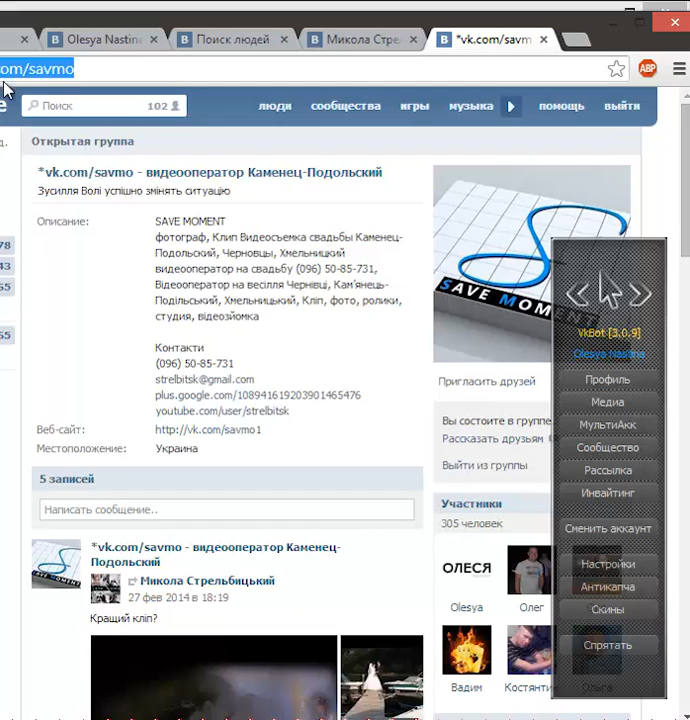 Olesya Nastina
Поиск людей
Микола Стрел
*vk.com/savm
com/savmo
ABP
Поиск 102
люди сообщества игры музыка помощь выйти
Открытая группа
*vk.com/savmo - видеооператор Каменец-Подольский
Зусилля Волі успішно змінять ситуацію
Описание:
SAVE MOMENT
фотограф, Клип Видеосъемка свадьбы Каменец-
Подольский, Черновцы, Хмельницкий
видеооператор на свадьбу (096) 50-85-731,
Відеооператор на весілля Чернівці, Кам'янець-
Подільський, Хмельницький, Кліп, фото, ролики,
студия, відеозйомка
Контакти
(096) 50-85-731
strelbitsk@gmail.com
plus.google.com/108941619203901465476
youtube.com/user/strelbitsk
Веб-сайт: http://vk.com/savmo1
Местоположение: Украина
5 записей
Написать сообщение..
*vk.com/savmo - видеооператор Каменец-
Подольский
Микола Стрельбицький
27 фев 2014 в 18:19
Кращий кліп?
78
43
65
65
SAVE MOMENT
Пригласить друзей
Вы состоите в группе
Рассказать друзьям
Выйти из группы
Участники
305 человек
ОЛЕСЯ
Olesya Олег
Вадим Костянти Ольга
VkBot [3.0.9]
Olesya Nastina
Профиль
Медиа
МультиАкк
Сообщество
Рассылка
Инвайтинг
Сменить аккаунт
Настройки
Антикапча
Скины
Спрятать